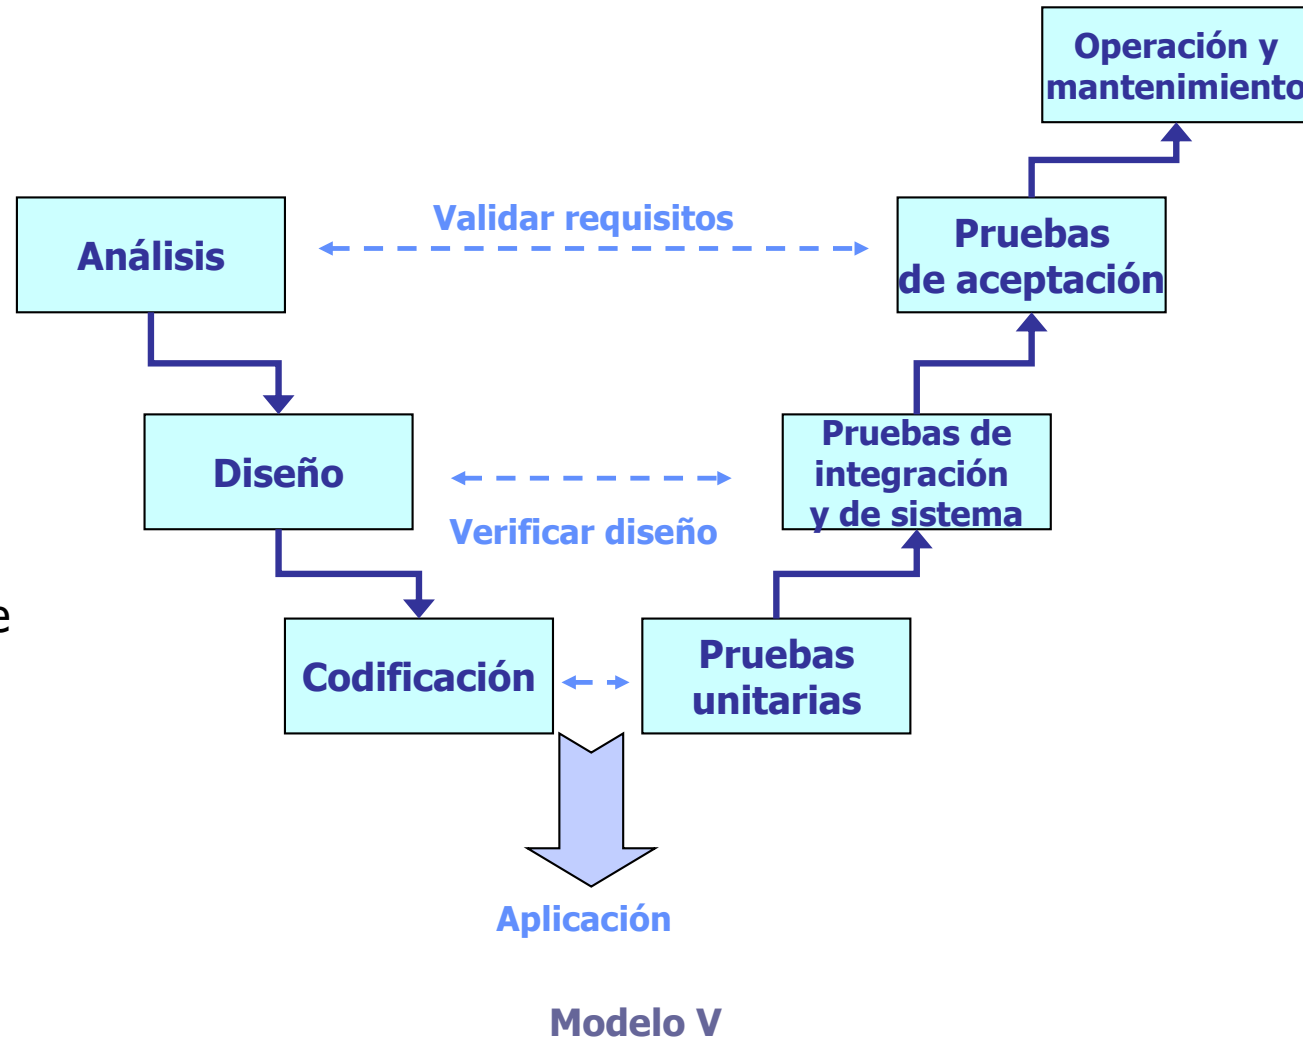 Operación y
mantenimiento
Validar requisitos
Análisis
Pruebas
de aceptación
Diseño
Pruebas de
integración
y de sistema
Verificar diseño
e
Codificación
Pruebas
unitarias
Aplicación
Modelo V